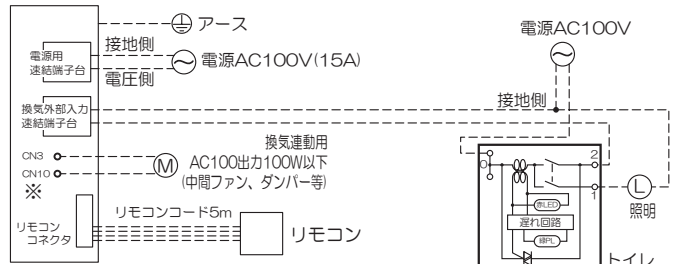 アース
電源用
速結端子台
接地側
電圧側
電源AC100V(15A)
換気外部入力
速結端子台
CN3
CN10
※
M
換気連動用
AC100出力100W以下
(中間ファン、ダンパー等)
リモコン
コネクタ
リモコンコード5m
リモコン
電源AC100V
接地側
0
2
1
L
照明
赤LED
遅れ回路
緑PL
トイレ